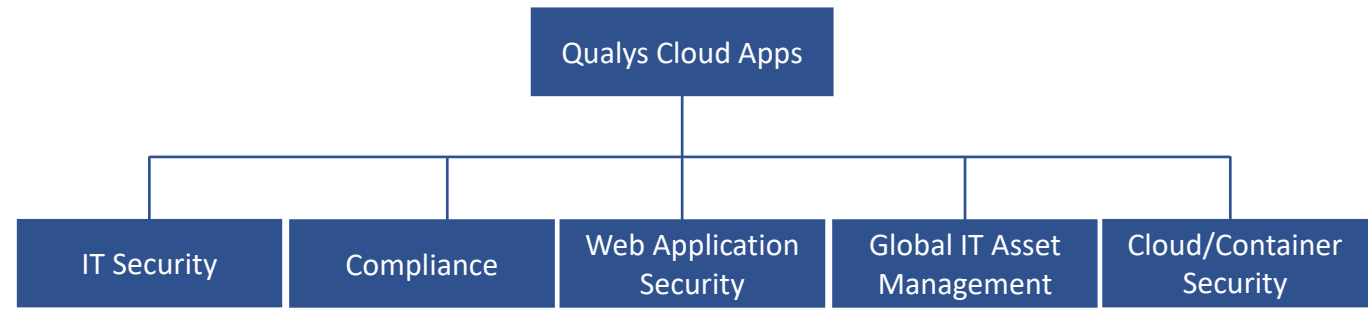 Qualys Cloud Apps
IT Security
Compliance
Web Application
Security
Global IT Asset
Management
Cloud/Container
Security